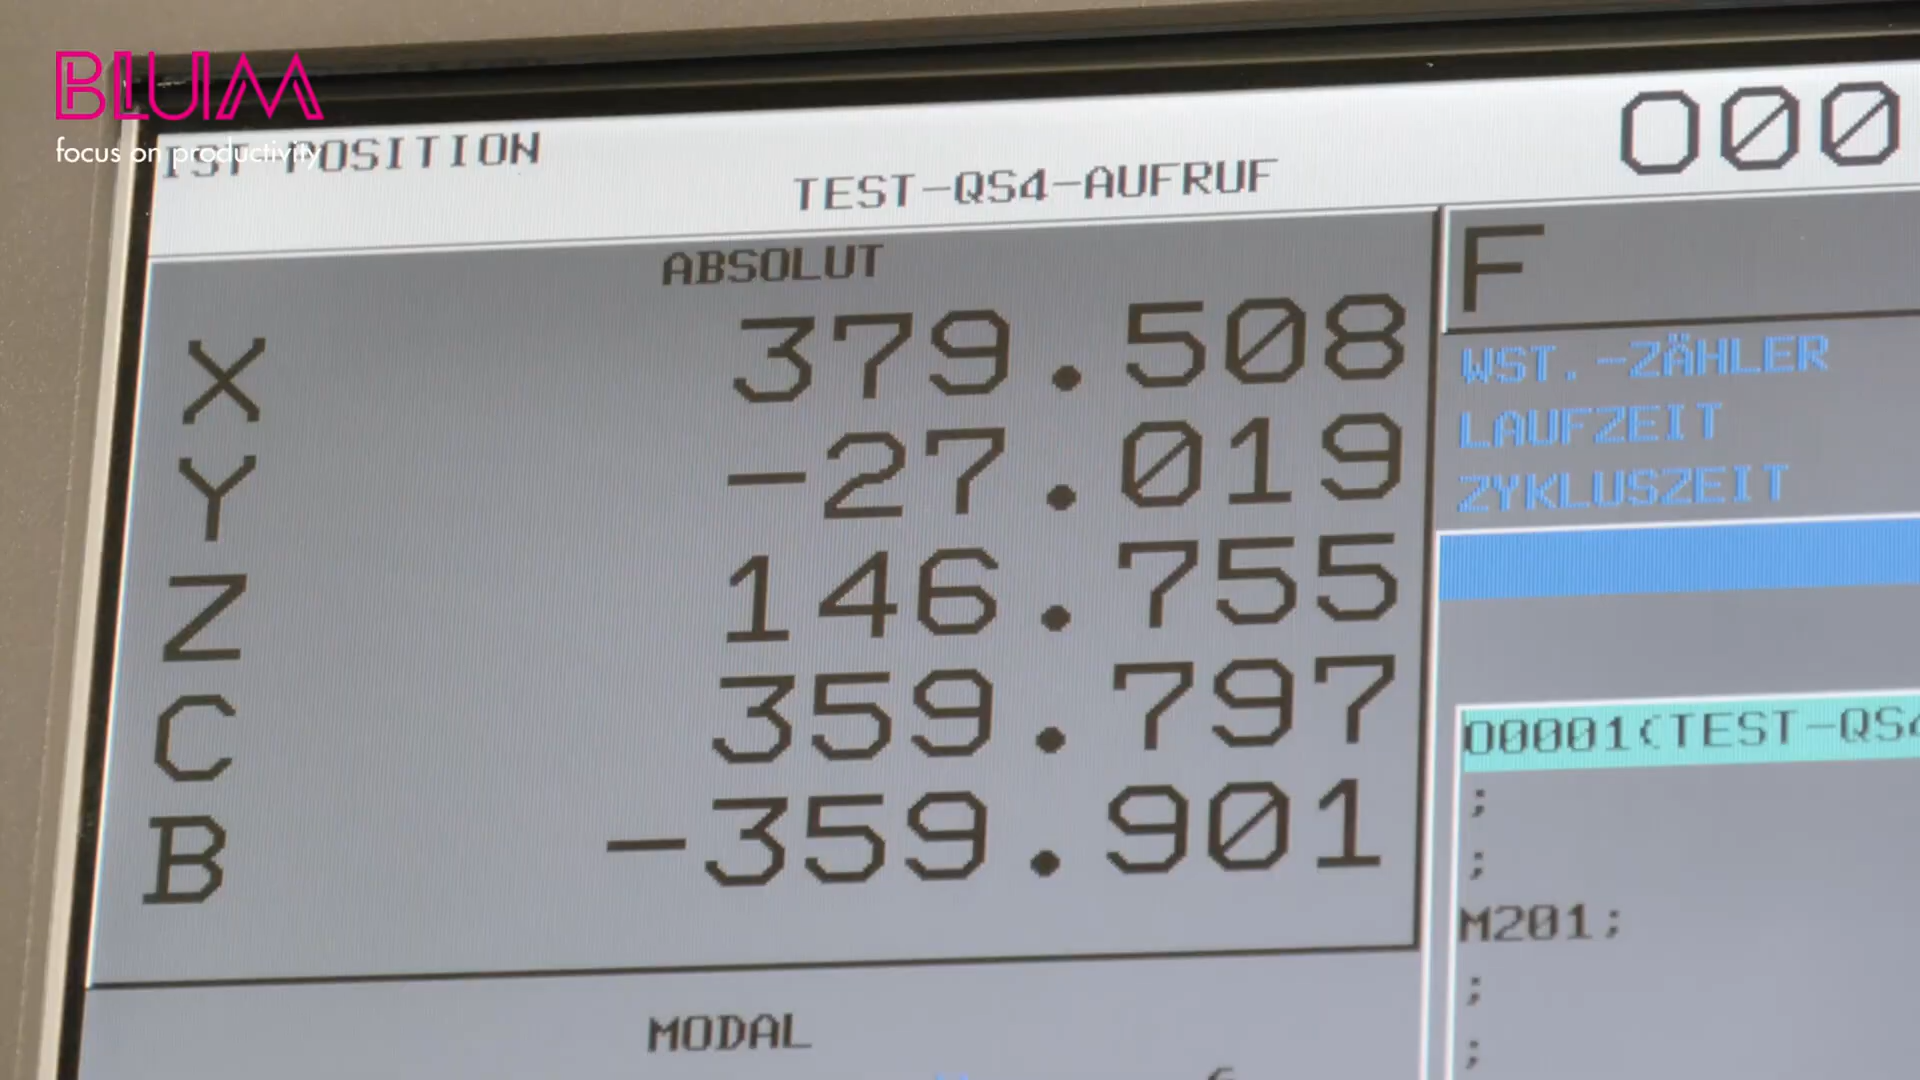 BLUM
focus on productivity
IST-POSITION
O00
TEST-QS4-AUFRUF
ABSOLUT
X 379.508
Y -27.019
Z 146.755
C 359.797
B -359.901
MODAL
F
WST.-ZÄHLER
LAUFZEIT
ZYKLUSZEIT
O0001(TEST-QS4
;
;
M201;
;
;